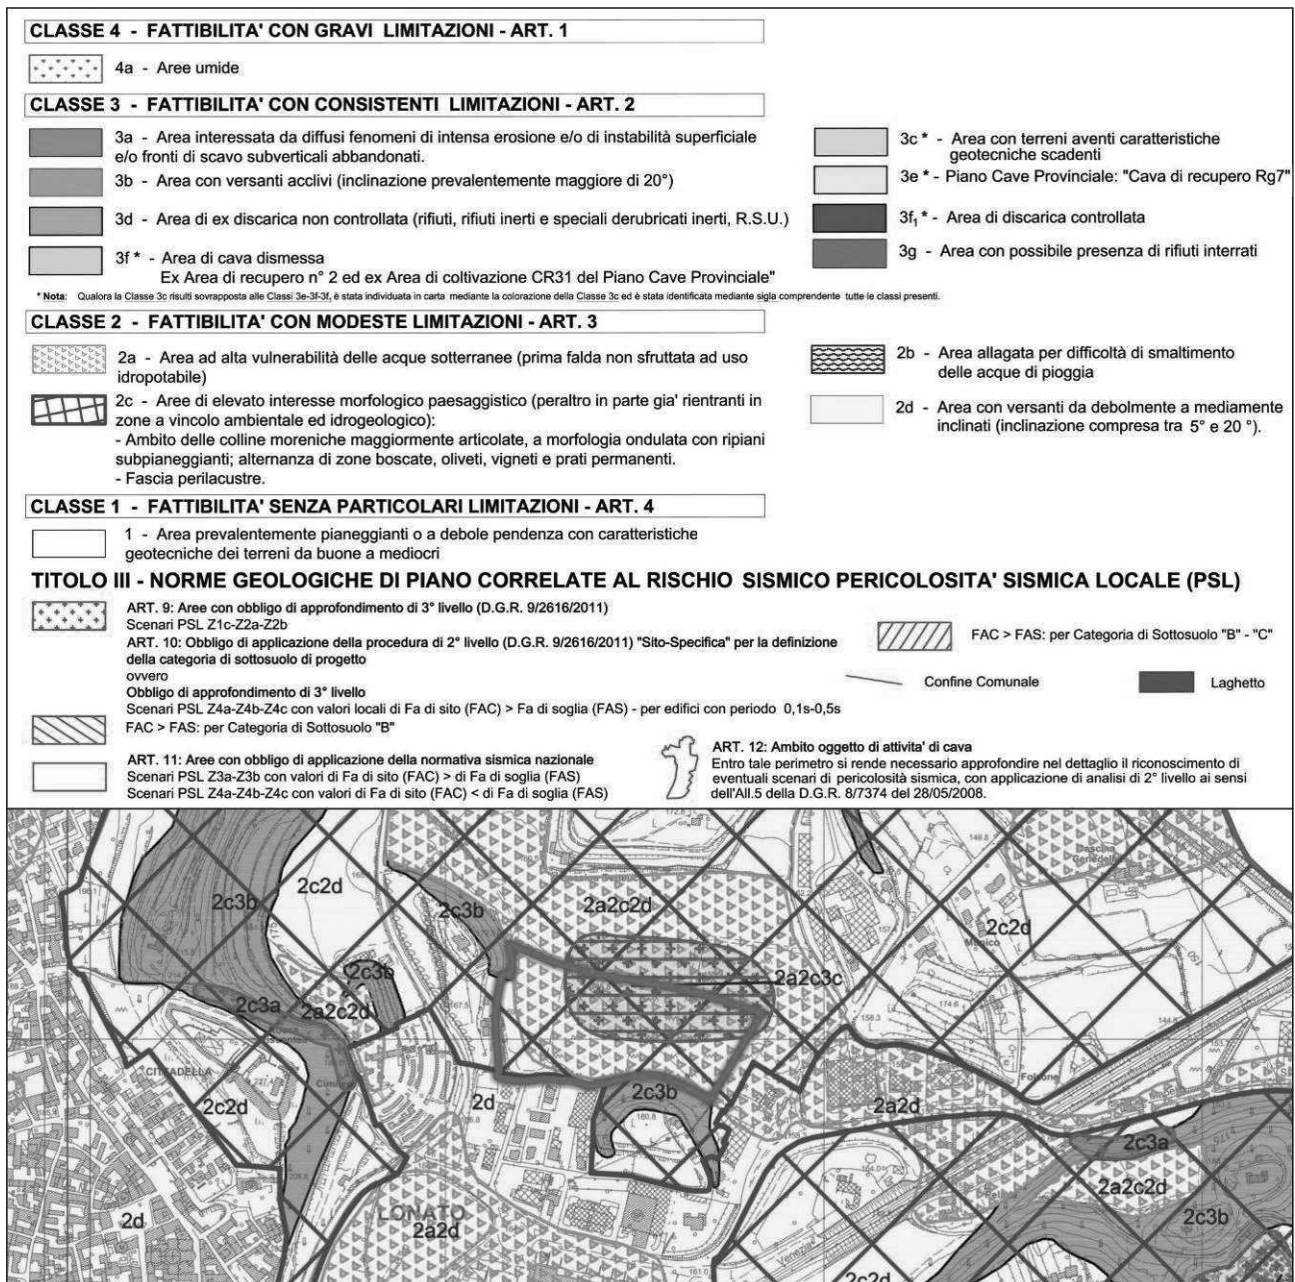 CLASSE 4 - FATTIBILITA' CON GRAVI LIMITAZIONI - ART. 1
4a - Aree umide
CLASSE 3 - FATTIBILITA' CON CONSISTENTI LIMITAZIONI - ART. 2
3a - Area interessata da diffusi fenomeni di intensa erosione e/o di instabilità superficiale
e/o fronti di scavo subverticali abbandonati.
3b - Area con versanti acclivi (inclinazione prevalentemente maggiore di 20°)
3d - Area di ex discarica non controllata (rifiuti, rifiuti inerti e speciali derubricati inerti, R.S.U.)
3f * - Area di cava dismessa
Ex Area di recupero n° 2 ed ex Area di coltivazione CR31 del Piano Cave Provinciale"
3c * - Area con terreni aventi caratteristiche
geotecniche scadenti
3e * - Piano Cave Provinciale: "Cava di recupero Rg7"
3f₁ * - Area di discarica controllata
3g - Area con possibile presenza di rifiuti interrati
* Nota: Qualora la Classe 3c risulti sovrapposta alle Classi 3e-3f-3f, è stata individuata in carta mediante la colorazione della Classe 3c ed è stata identificata mediante sigla comprendente tutte le classi presenti.
CLASSE 2 - FATTIBILITA' CON MODESTE LIMITAZIONI - ART. 3
2a - Area ad alta vulnerabilità delle acque sotterranee (prima falda non sfruttata ad uso
idropotabile)
2c - Aree di elevato interesse morfologico paesaggistico (peraltro in parte gia' rientranti in
zone a vincolo ambientale ed idrogeologico):
- Ambito delle colline moreniche maggiormente articolate, a morfologia ondulata con ripiani
subpianeggianti; alternanza di zone boscate, oliveti, vigneti e prati permanenti.
- Fascia perilacustre.
2b - Area allagata per difficoltà di smaltimento
delle acque di pioggia
2d - Area con versanti da debolmente a mediamente
inclinati (inclinazione compresa tra 5° e 20 °).
CLASSE 1 - FATTIBILITA' SENZA PARTICOLARI LIMITAZIONI - ART. 4
1 - Area prevalentemente pianeggianti o a debole pendenza con caratteristiche
geotecniche dei terreni da buone a mediocri
TITOLO III - NORME GEOLOGICHE DI PIANO CORRELATE AL RISCHIO SISMICO PERICOLOSITA' SISMICA LOCALE (PSL)
ART. 9: Aree con obbligo di approfondimento di 3° livello (D.G.R. 9/2616/2011)
Scenari PSL Z1c-Z2a-Z2b
ART. 10: Obbligo di applicazione della procedura di 2° livello (D.G.R. 9/2616/2011) "Sito-Specifica" per la definizione
della categoria di sottosuolo di progetto
ovvero
Obbligo di approfondimento di 3° livello
Scenari PSL Z4a-Z4b-Z4c con valori locali di Fa di sito (FAC) > Fa di soglia (FAS) - per edifici con periodo 0,1s-0,5s
FAC > FAS: per Categoria di Sottosuolo "B"
FAC > FAS: per Categoria di Sottosuolo "B" - "C"
Confine Comunale
Laghetto
ART. 11: Aree con obbligo di applicazione della normativa sismica nazionale
Scenari PSL Z3a-Z3b con valori di Fa di sito (FAC) > di Fa di soglia (FAS)
Scenari PSL Z4a-Z4b-Z4c con valori di Fa di sito (FAC) < di Fa di soglia (FAS)
ART. 12: Ambito oggetto di attivita' di cava
Entro tale perimetro si rende necessario approfondire nel dettaglio il riconoscimento di
eventuali scenari di pericolosità sismica, con applicazione di analisi di 2° livello ai sensi
dell'All.5 della D.G.R. 8/7374 del 28/05/2008.
2c3b
2c2d
2c3b
2a2c2d
2c2d
2c3b
2a2c3c
2c3a
2a2c2d
CITTADELLA
2c2d
2d
2c3b
2a2d
2c3a
2a2c2d
2c3b
2d
LONATO
2a2d
2c2d